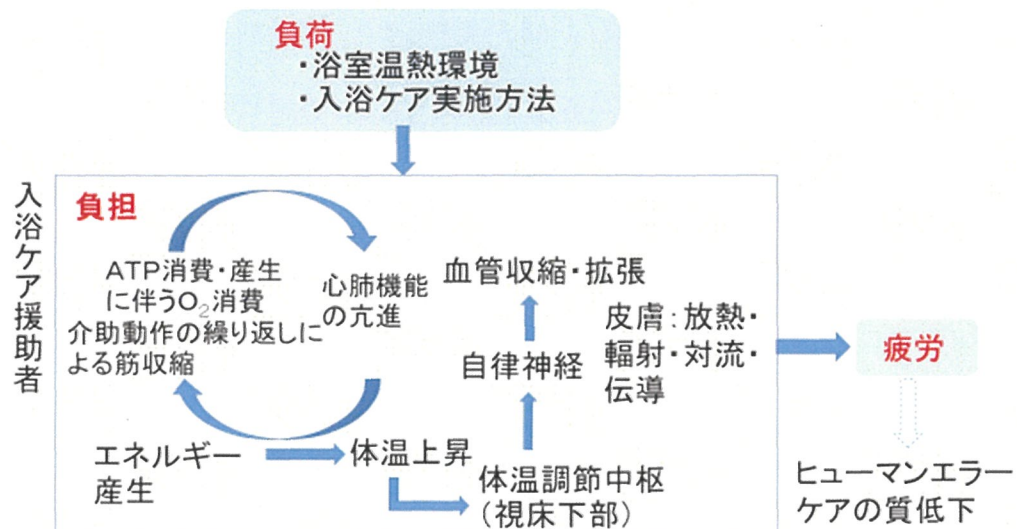 負荷
・浴室温熱環境
・入浴ケア実施方法
入浴ケア援助者
負担
ATP消費・産生
に伴うO₂消費
介助動作の繰り返しに
よる筋収縮
心肺機能
の亢進
血管収縮・拡張
皮膚：放熱・
輻射・対流・
伝導
自律神経
エネルギー
産生
体温上昇
体温調節中枢
（視床下部）
疲労
ヒューマンエラー
ケアの質低下